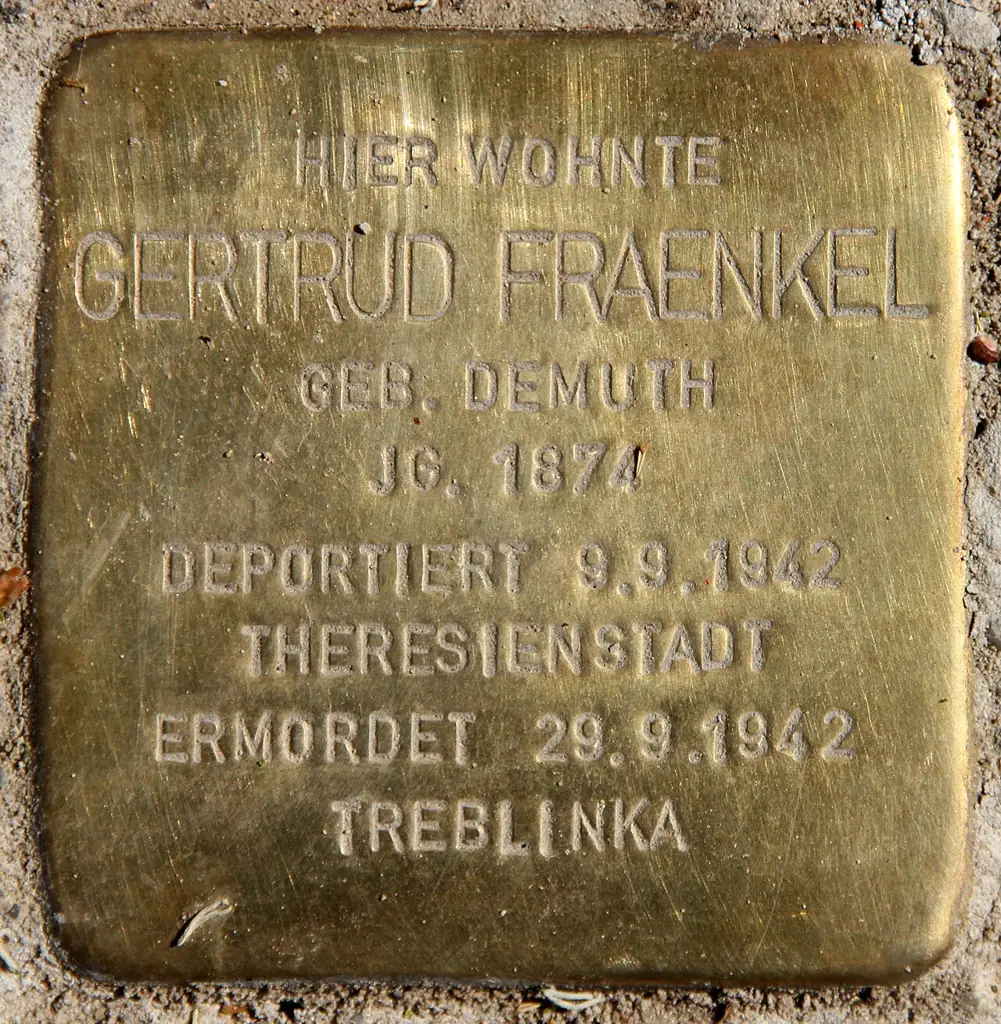 HIER WOHNTE
GERTRUD FRAENKEL
GEB. DEMUTH
JG. 1874
DEPORTIERT 9.9.1942
THERESIENSTADT
ERMORDET 29.9.1942
TREBLINKA